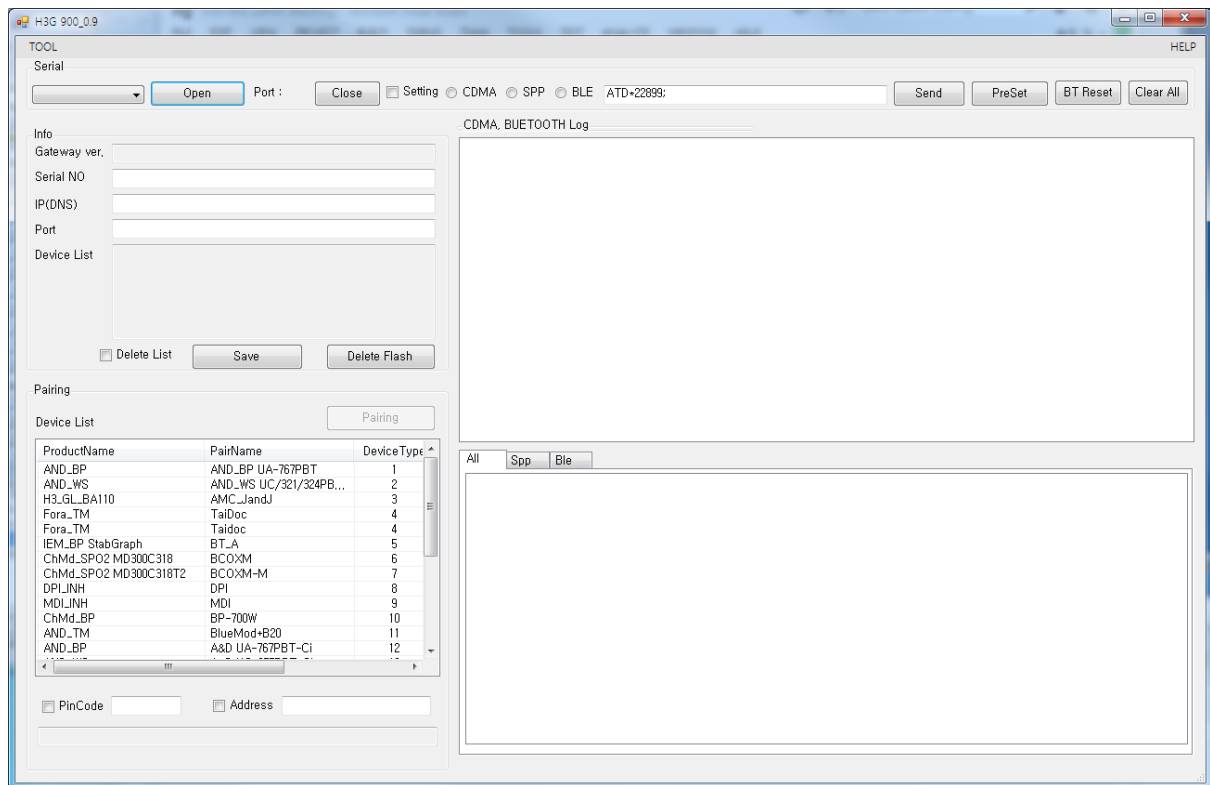 H3G 900_0.9
TOOL HELP
Serial
Open Port : Close Setting CDMA SPP BLE ATD+22899; Send PreSet BT Reset Clear All
Info
Gateway ver.
Serial NO
IP(DNS)
Port
Device List
Delete List Save Delete Flash
Pairing
Device List Pairing
ProductName PairName DeviceType
AND_BP AND_BP UA-767PBT 1
AND_WS AND_WS UC/321/324PB... 2
H3_GL_BA110 AMC_JandJ 3
Fora_TM TaiDoc 4
Fora_TM Taidoc 4
IEM_BP StabGraph BT_A 5
ChMd_SPO2 MD300C318 BCOXM 6
ChMd_SPO2 MD300C318T2 BCOXM-M 7
DPI_INH DPI 8
MDI_INH MDI 9
ChMd_BP BP-700W 10
AND_TM BlueMod+B20 11
AND_BP A&D UA-767PBT-Ci 12
PinCode Address
CDMA, BUETOOTH Log
All Spp Ble